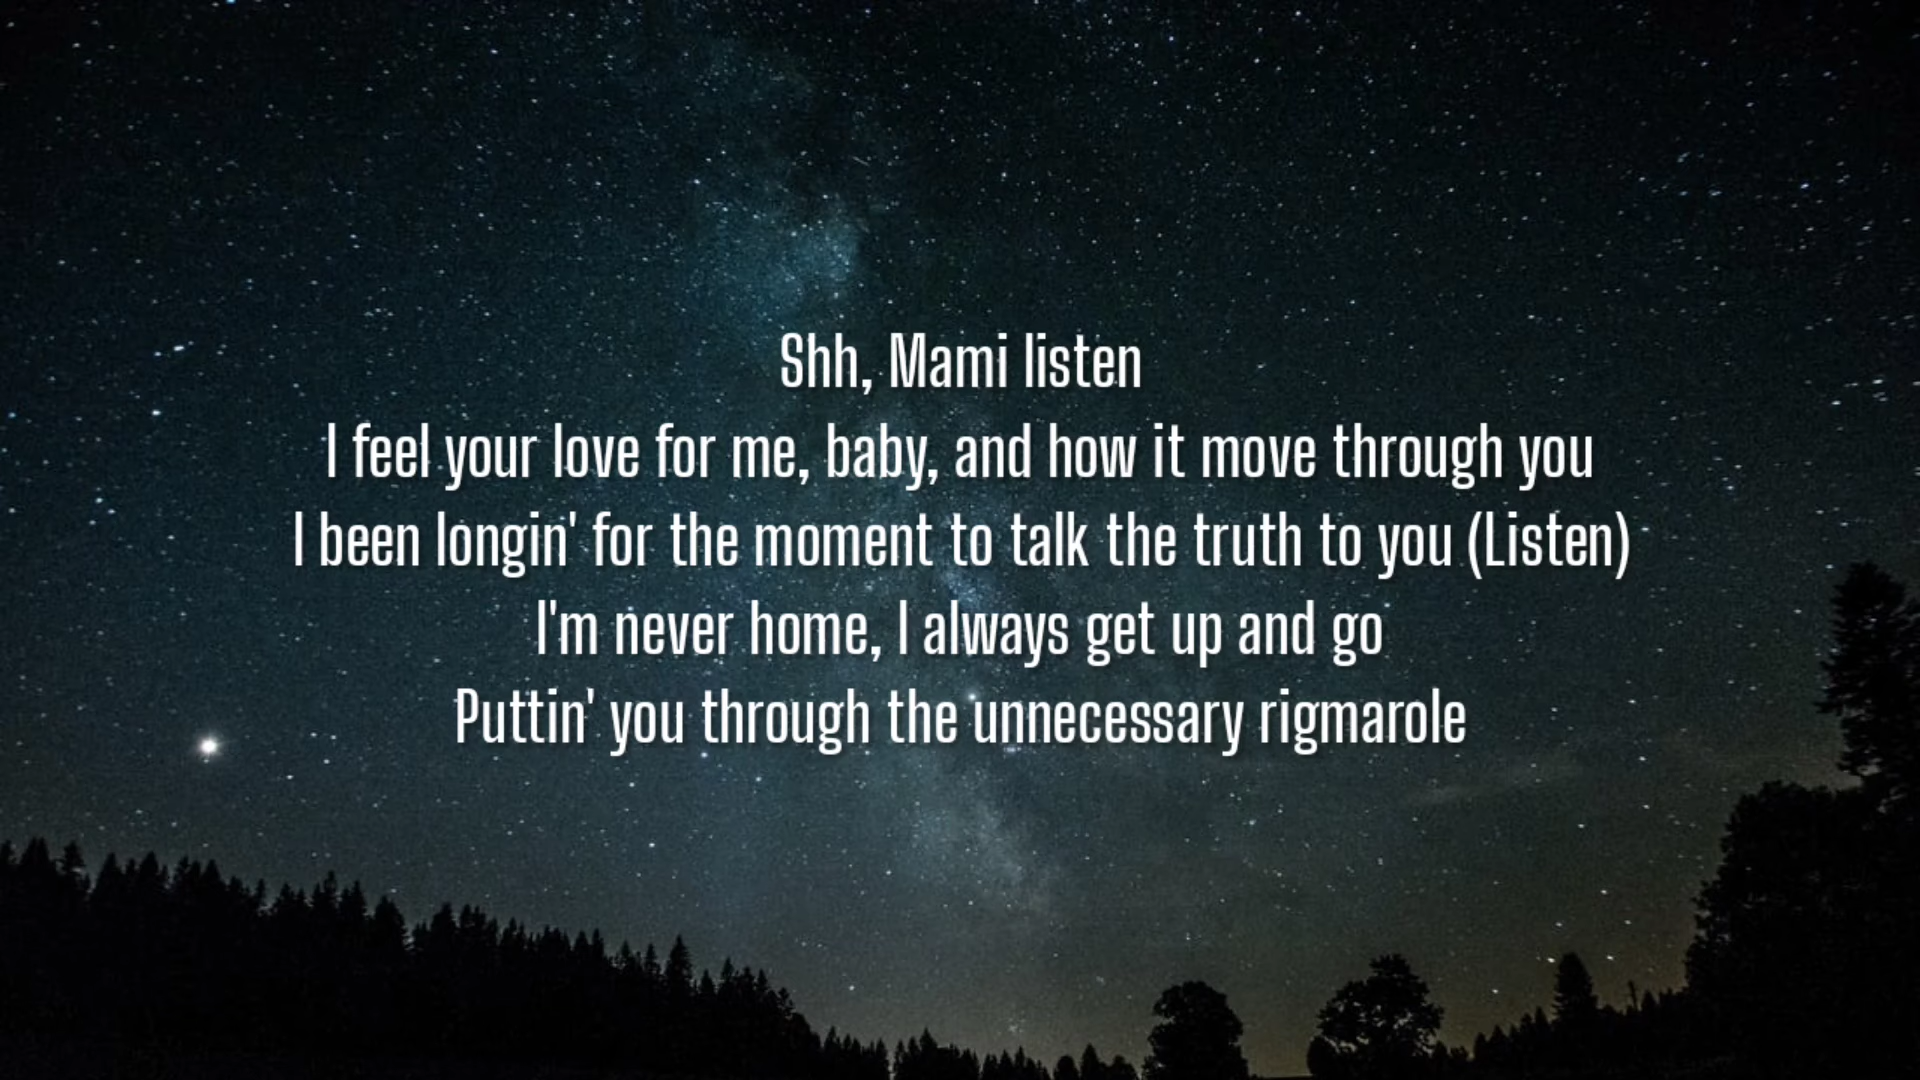 Shh, Mami listen
I feel your love for me, baby, and how it move through you
I been longin' for the moment to talk the truth to you (Listen)
I'm never home, I always get up and go
Puttin' you through the unnecessary rigmarole